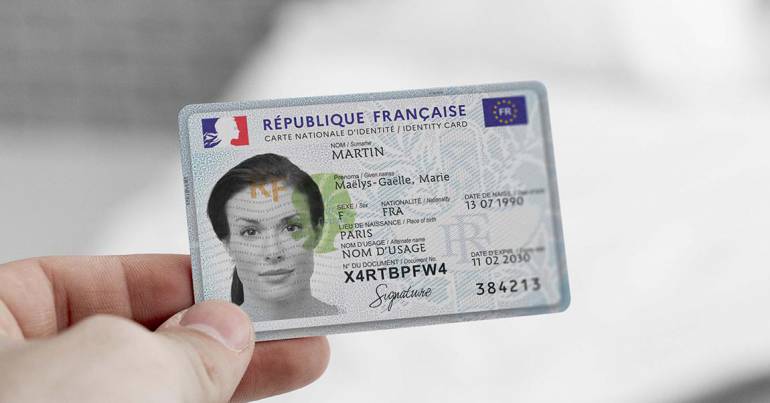 RÉPUBLIQUE FRANÇAISE
FR
CARTE NATIONALE D'IDENTITÉ / IDENTITY CARD
NOM / Surname
MARTIN
Prénoms / Given names
Maëlys-Gaëlle, Marie
SEXE / Sex NATIONALITÉ / Nationality DATE DE NAISS. / Date of birth
F FRA 13 07 1990
LIEU DE NAISSANCE / Place of birth
PARIS
NOM D'USAGE / Alternate name DATE D'EXPIR. / Expiry date
NOM D'USAGE 11 02 2030
N° DU DOCUMENT / Document No.
X4RTBPFW4
Signature 384213
RF
RF